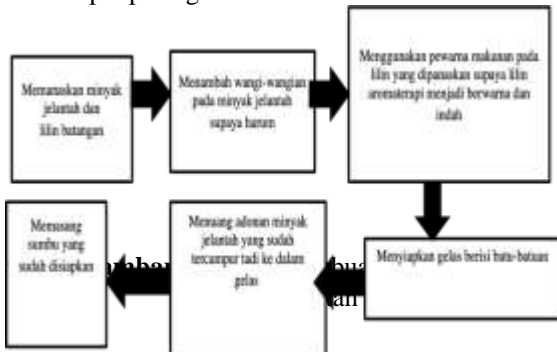 Memanaskan minyak
jelantah dan
lilin batangan
Menambah wangi-wangian
pada minyak jelantah
supaya harum
Menggunakan pewarna makanan pada
lilin yang dipanaskan supaya lilin
aromaterapi menjadi berwarna dan
indah
Menyiapkan gelas berisi batu-batuan
Menuang adonan minyak
jelantah yang sudah
tercampur tadi ke dalam
gelas
Memasang
sumbu yang
sudah disiapkan